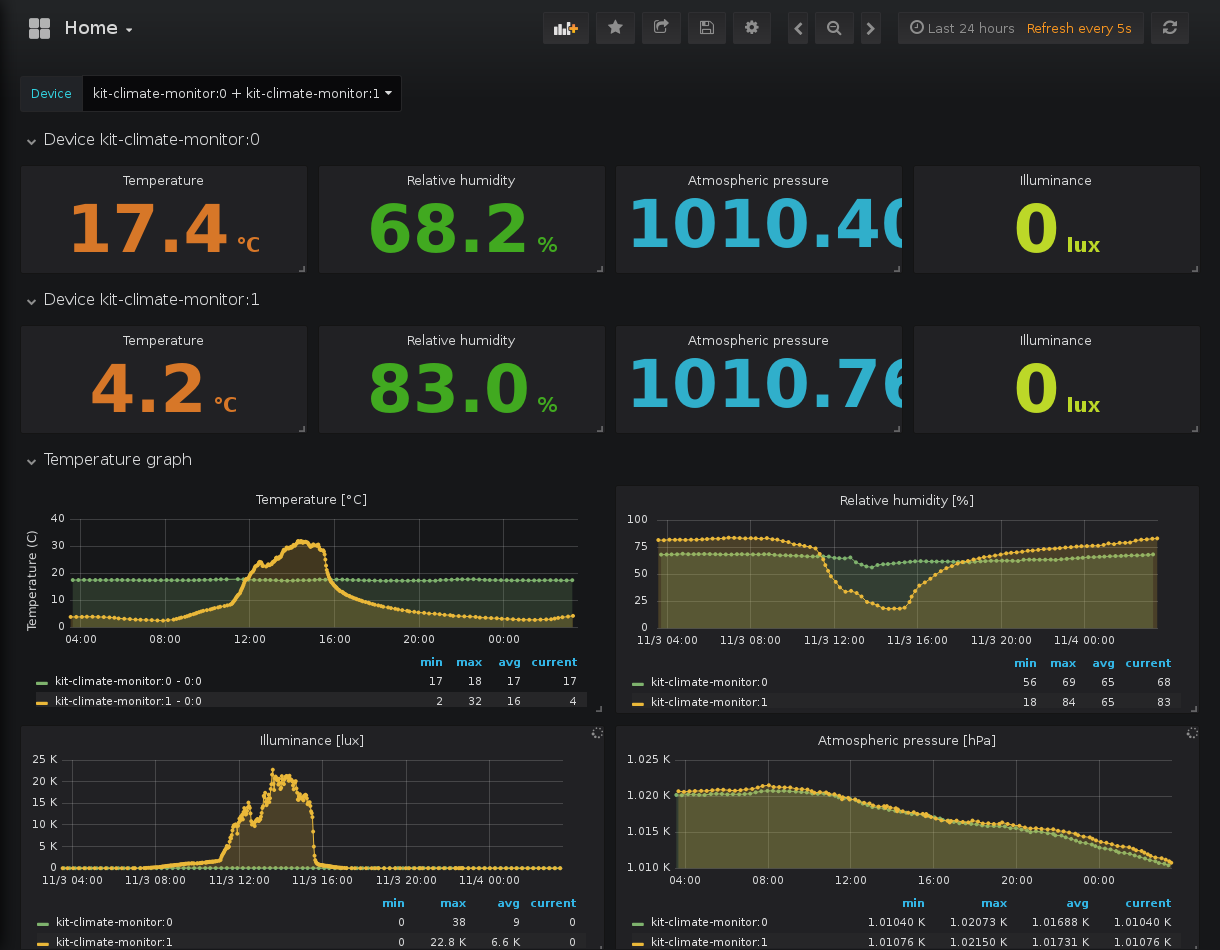 Home
Last 24 hours Refresh every 5s
Device kit-climate-monitor:0 + kit-climate-monitor:1
Device kit-climate-monitor:0
Temperature Relative humidity Atmospheric pressure Illuminance
17.4 °C 68.2 % 1010.40 0 lux
Device kit-climate-monitor:1
Temperature Relative humidity Atmospheric pressure Illuminance
4.2 °C 83.0 % 1010.76 0 lux
Temperature graph
Temperature [°C]
Temperature (C)
40
30
20
10
0
04:00 08:00 12:00 16:00 20:00 00:00
min max avg current
kit-climate-monitor:0 - 0:0 17 18 17 17
kit-climate-monitor:1 - 0:0 2 32 16 4
Relative humidity [%]
100
75
50
25
0
11/3 04:00 11/3 08:00 11/3 12:00 11/3 16:00 11/3 20:00 11/4 00:00
min max avg current
kit-climate-monitor:0 56 69 65 68
kit-climate-monitor:1 18 84 65 83
Illuminance [lux]
25 K
20 K
15 K
10 K
5 K
0
11/3 04:00 11/3 08:00 11/3 12:00 11/3 16:00 11/3 20:00 11/4 00:00
min max avg current
kit-climate-monitor:0 0 38 9 0
kit-climate-monitor:1 0 22.8 K 6.6 K 0
Atmospheric pressure [hPa]
1.025 K
1.020 K
1.015 K
1.010 K
04:00 08:00 12:00 16:00 20:00 00:00
min max avg current
kit-climate-monitor:0 1.01040 K 1.02073 K 1.01688 K 1.01040 K
kit-climate-monitor:1 1.01076 K 1.02150 K 1.01731 K 1.01076 K